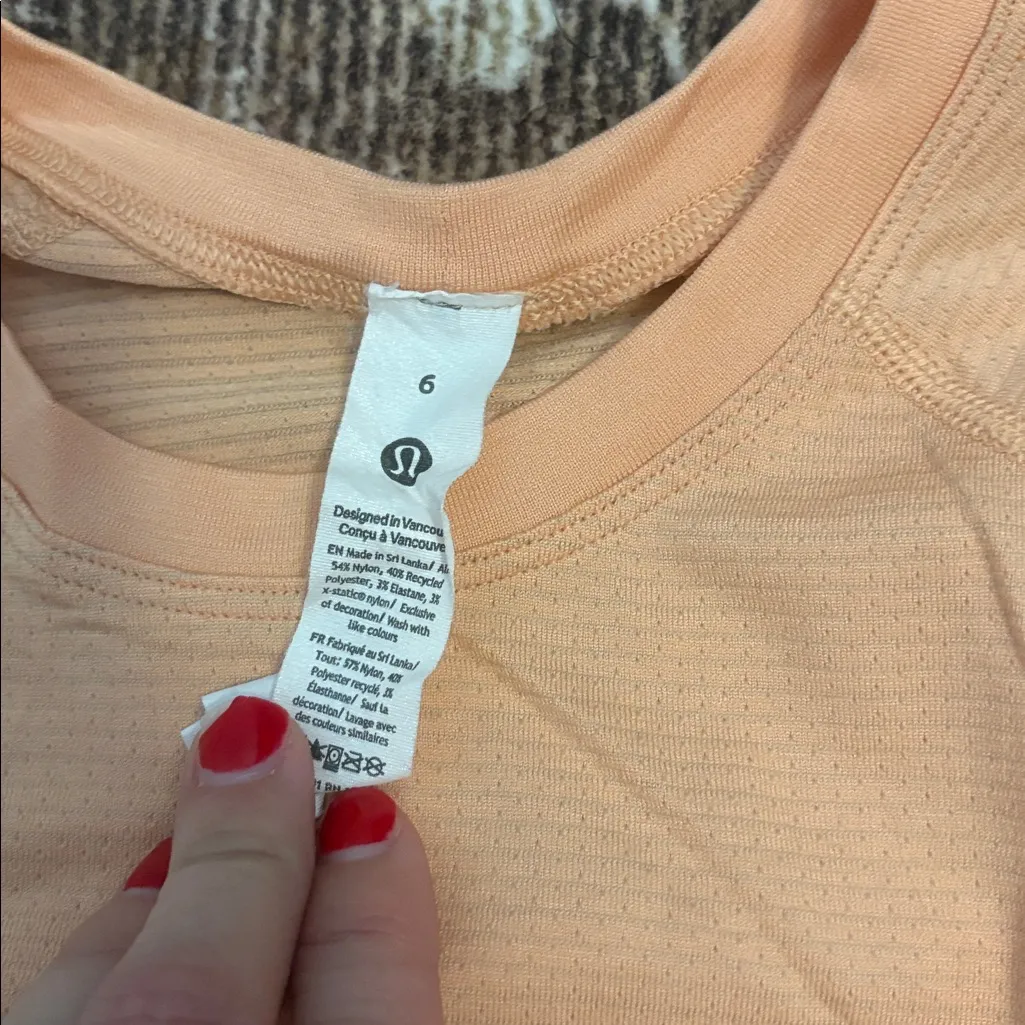 6
Designed in Vancou
Conçu à Vancouve
EN Made in Sri Lanka/ Al
54% Nylon, 40% Recycled
Polyester, 3% Elastane, 3%
x-static® nylon/ Exclusive
of decoration/ Wash with
like colours
FR Fabriqué au Sri Lanka/
Tout: 57% Nylon, 40%
Polyester recyclé, 3%
Élasthanne/ Sauf la
décoration/ Lavage avec
des couleurs similaires